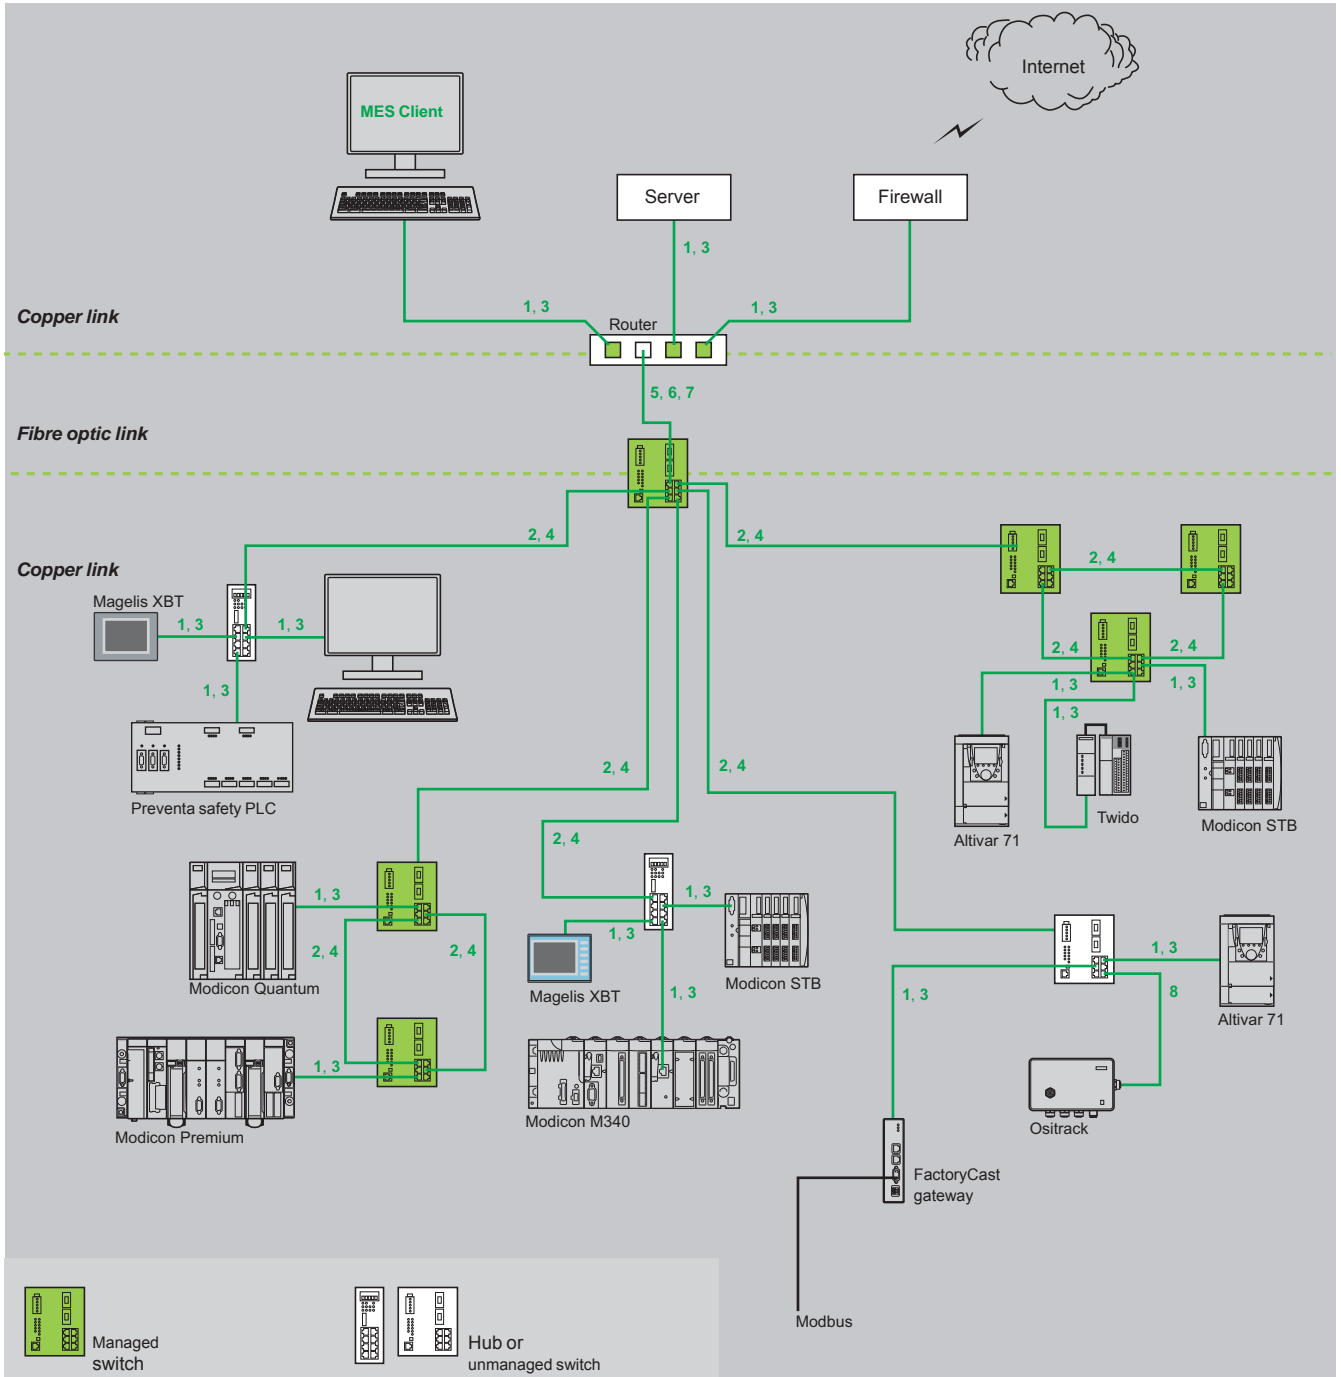 Internet
MES Client
Server
Firewall
1, 3
1, 3
1, 3
Copper link
Router
5, 6, 7
Fibre optic link
2, 4
2, 4
2, 4
Copper link
Magelis XBT
1, 3
1, 3
2, 4
2, 4
1, 3
1, 3
1, 3
1, 3
Preventa safety PLC
2, 4
2, 4
Twido
Modicon STB
Altivar 71
2, 4
1, 3
1, 3
1, 3
2, 4
2, 4
1, 3
Modicon Quantum
Magelis XBT
Modicon STB
1, 3
1, 3
8
Altivar 71
1, 3
Modicon Premium
Modicon M340
Ositrack
FactoryCast
gateway
Modbus
Managed
switch
Hub or
unmanaged switch